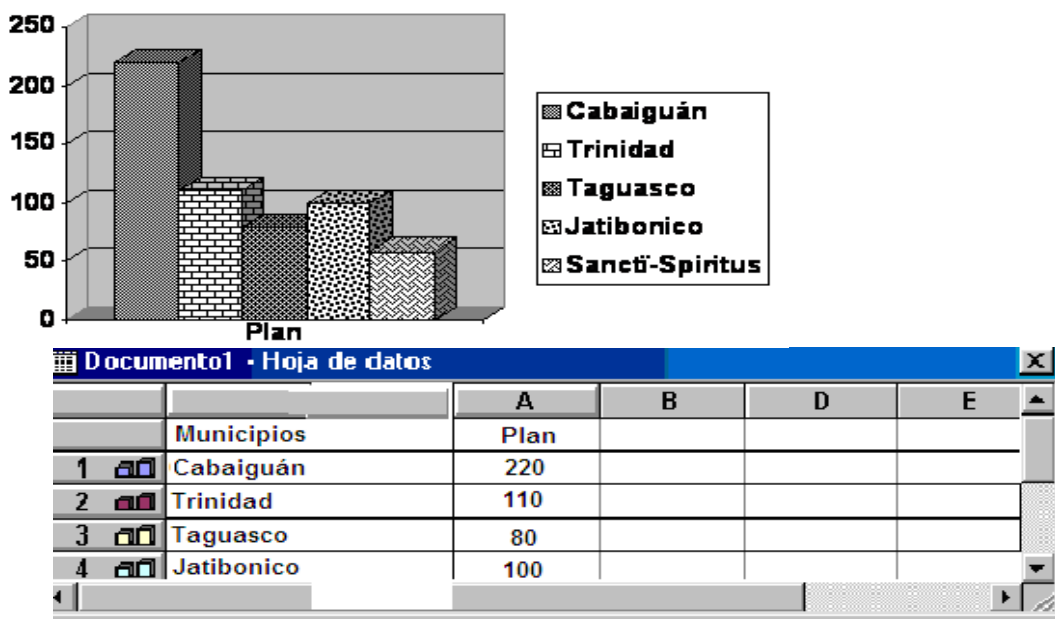 250
200
150
100
50
0
Plan
Cabaiguán
Trinidad
Taguasco
Jatibonico
Sancti-Spiritus
Documento1 - Hoja de datos
A B D E
Municipios Plan
1 Cabaiguán 220
2 Trinidad 110
3 Taguasco 80
4 Jatibonico 100